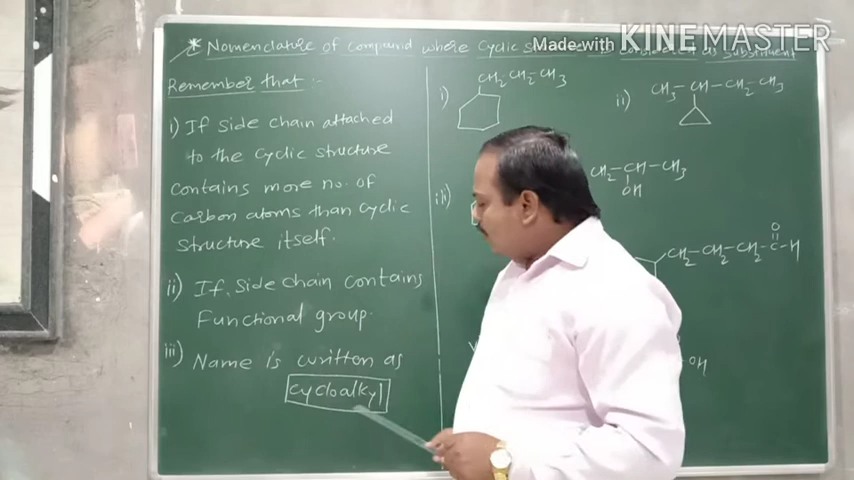 * Nomenclature of compound where cyclic s
Made with KINEMASTER
substituent
Remember that :-
i) If side chain attached
to the cyclic structure
contains more no. of
Carbon atoms than cyclic
structure itself.
ii) If, side chain contains
Functional group.
iii) Name is written as
cycloalkyl
i) CH2 CH2 CH3
ii) CH3 - CH - CH2 - CH3
iii) CH2 - CH - CH3
OH
CH2 - CH2 - CH2 - C - H
O
OH